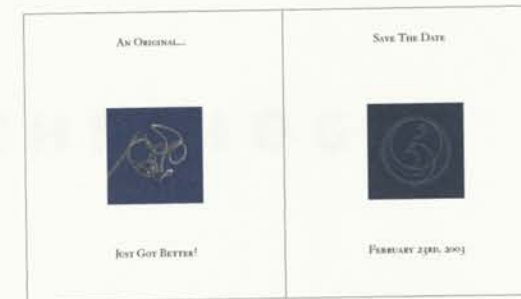 An Original...
Just Got Better!
Save The Date
February 23rd, 2003